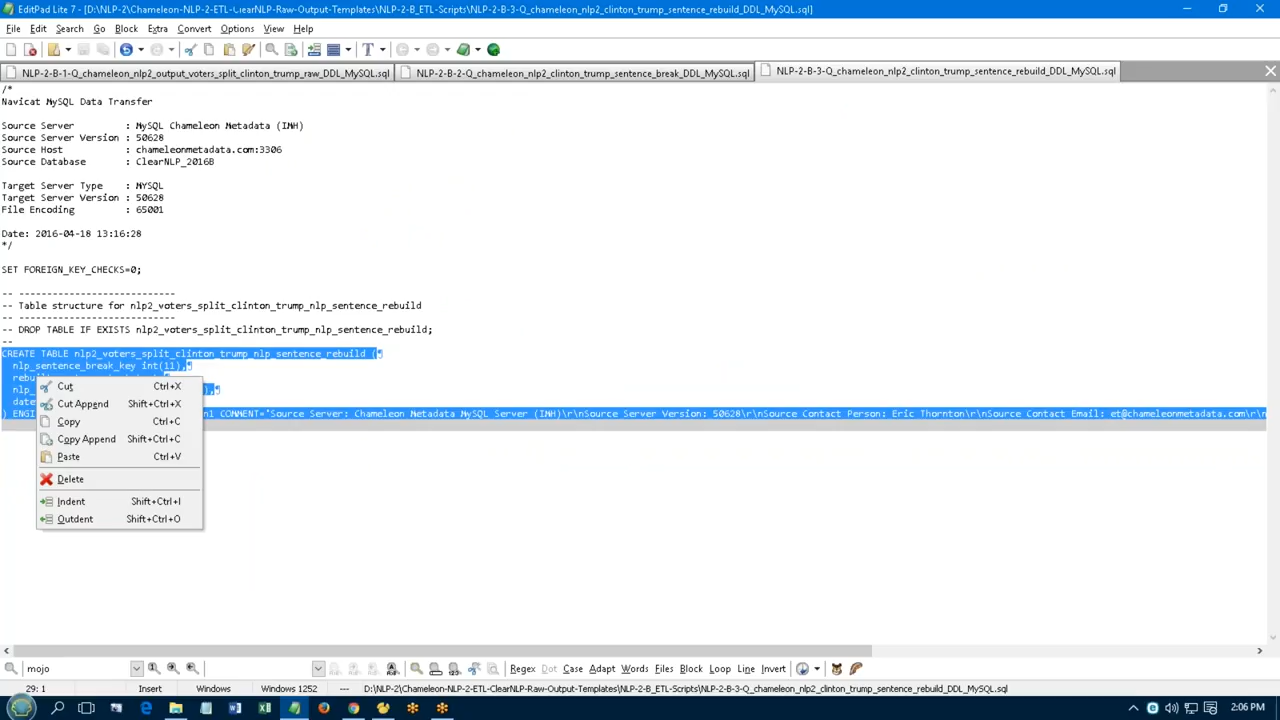 EditPad Lite 7 - [D:\NLP-2\Chameleon-NLP-2-ETL-ClearNLP-Raw-Output-Templates\NLP-2-B_ETL-Scripts\NLP-2-B-3-Q_chameleon_nlp2_clinton_trump_sentence_rebuild_DDL_MySQL.sql]
File Edit Search Go Block Extra Convert Options View Help
NLP-2-B-1-Q_chameleon_nlp2_output_voters_split_clinton_trump_raw_DDL_MySQL.sql NLP-2-B-2-Q_chameleon_nlp2_clinton_trump_sentence_break_DDL_MySQL.sql NLP-2-B-3-Q_chameleon_nlp2_clinton_trump_sentence_rebuild_DDL_MySQL.sql
/*
Navicat MySQL Data Transfer
Source Server : MySQL Chameleon Metadata (IMH)
Source Server Version : 50628
Source Host : chameleonmetadata.com:3306
Source Database : ClearNLP_2016B
Target Server Type : MYSQL
Target Server Version : 50628
File Encoding : 65001
Date: 2016-04-18 13:16:28
*/
SET FOREIGN_KEY_CHECKS=0;
-- ----------------------------
-- Table structure for nlp2_voters_split_clinton_trump_nlp_sentence_rebuild
-- ----------------------------
-- DROP TABLE IF EXISTS nlp2_voters_split_clinton_trump_nlp_sentence_rebuild;
--
CREATE TABLE nlp2_voters_split_clinton_trump_nlp_sentence_rebuild (
nlp_sentence_break_key int(11),
nlp_
date
) ENGI COMMENT='Source Server: Chameleon Metadata MySQL Server (IMH)\r\nSource Server Version: 50628\r\nSource Contact Person: Eric Thornton\r\nSource Contact Email: et@chameleonmetadata.com\r\n
Cut Ctrl+X
Cut Append Shift+Ctrl+X
Copy Ctrl+C
Copy Append Shift+Ctrl+C
Paste Ctrl+V
Delete
Indent Shift+Ctrl+I
Outdent Shift+Ctrl+O
mojo Regex Dot Case Adapt Words Files Block Loop Line Invert
29: 1 Insert Windows Windows 1252 --- D:\NLP-2\Chameleon-NLP-2-ETL-ClearNLP-Raw-Output-Templates\NLP-2-B_ETL-Scripts\NLP-2-B-3-Q_chameleon_nlp2_clinton_trump_sentence_rebuild_DDL_MySQL.sql
2:06 PM